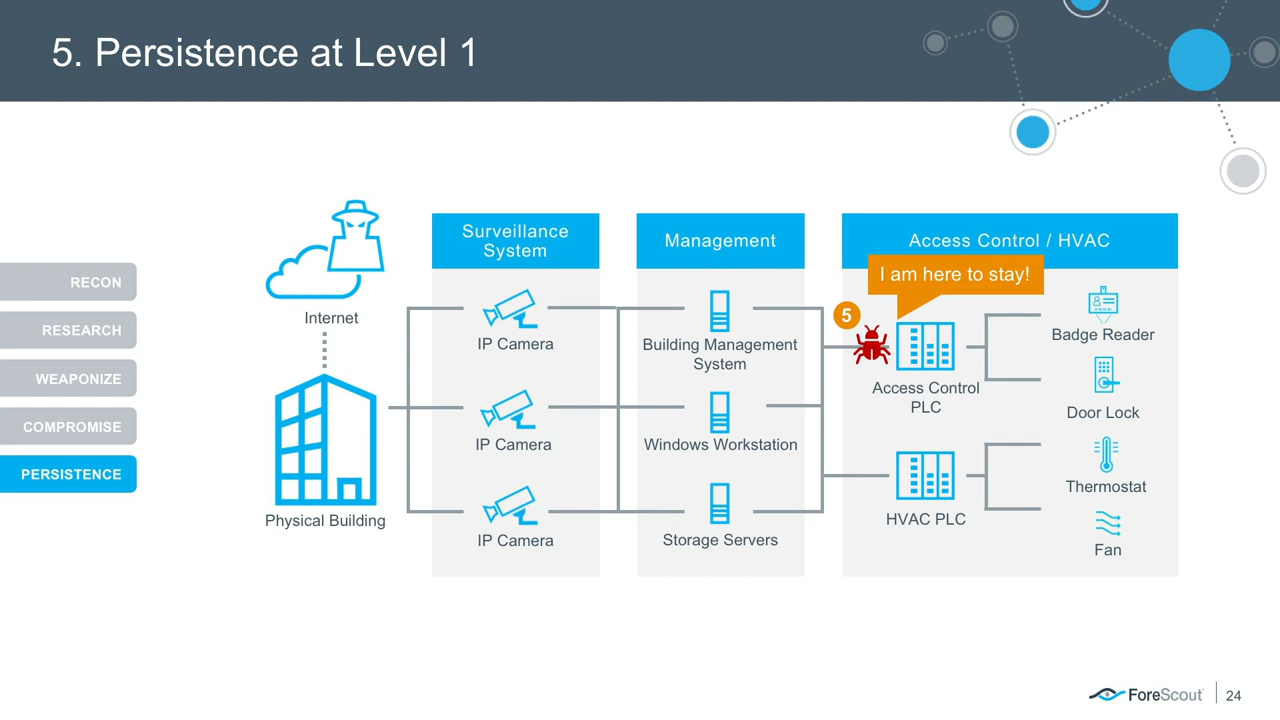 5. Persistence at Level 1
RECON
RESEARCH
WEAPONIZE
COMPROMISE
PERSISTENCE
Internet
Physical Building
Surveillance
System
IP Camera
IP Camera
IP Camera
Management
Building Management
System
Windows Workstation
Storage Servers
Access Control / HVAC
I am here to stay!
5
Access Control
PLC
HVAC PLC
Badge Reader
Door Lock
Thermostat
Fan
ForeScout
24